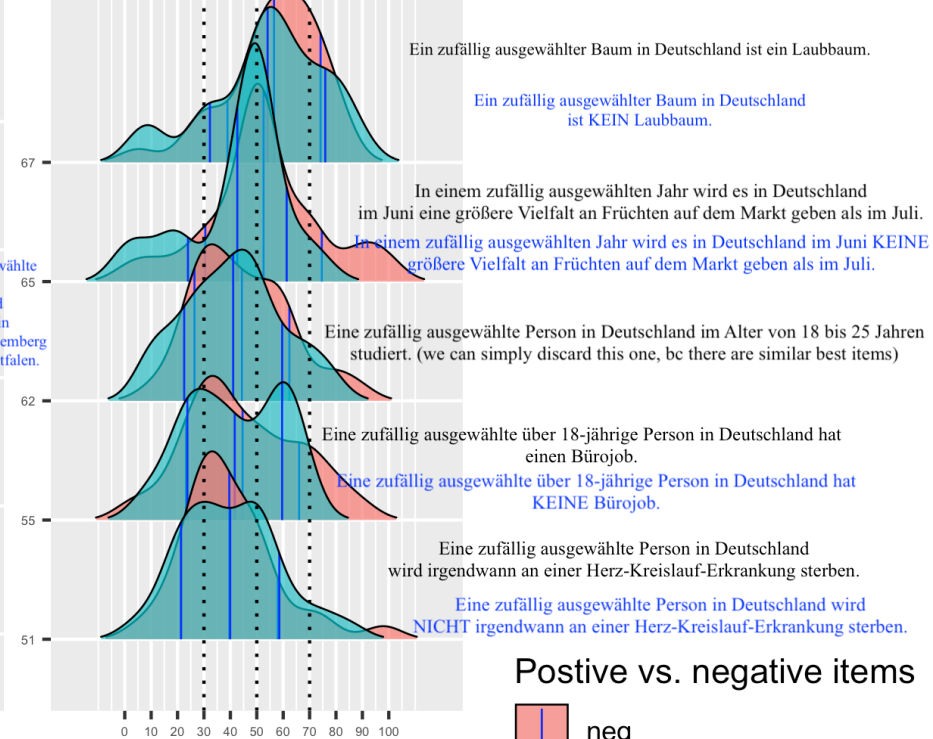 Ein zufällig ausgewählter Baum in Deutschland ist ein Laubbaum.
Ein zufällig ausgewählter Baum in Deutschland
ist KEIN Laubbaum.
67
In einem zufällig ausgewählten Jahr wird es in Deutschland
im Juni eine größere Vielfalt an Früchten auf dem Markt geben als im Juli.
In einem zufällig ausgewählten Jahr wird es in Deutschland im Juni KEINE
größere Vielfalt an Früchten auf dem Markt geben als im Juli.
wählte
65
d
in
emberg
tfalen.
Eine zufällig ausgewählte Person in Deutschland im Alter von 18 bis 25 Jahren
studiert. (we can simply discard this one, bc there are similar best items)
62
Eine zufällig ausgewählte über 18-jährige Person in Deutschland hat
einen Bürojob.
Eine zufällig ausgewählte über 18-jährige Person in Deutschland hat
KEINE Bürojob.
55
Eine zufällig ausgewählte Person in Deutschland
wird irgendwann an einer Herz-Kreislauf-Erkrankung sterben.
Eine zufällig ausgewählte Person in Deutschland wird
NICHT irgendwann an einer Herz-Kreislauf-Erkrankung sterben.
51
Postive vs. negative items
neg
0 10 20 30 40 50 60 70 80 90 100